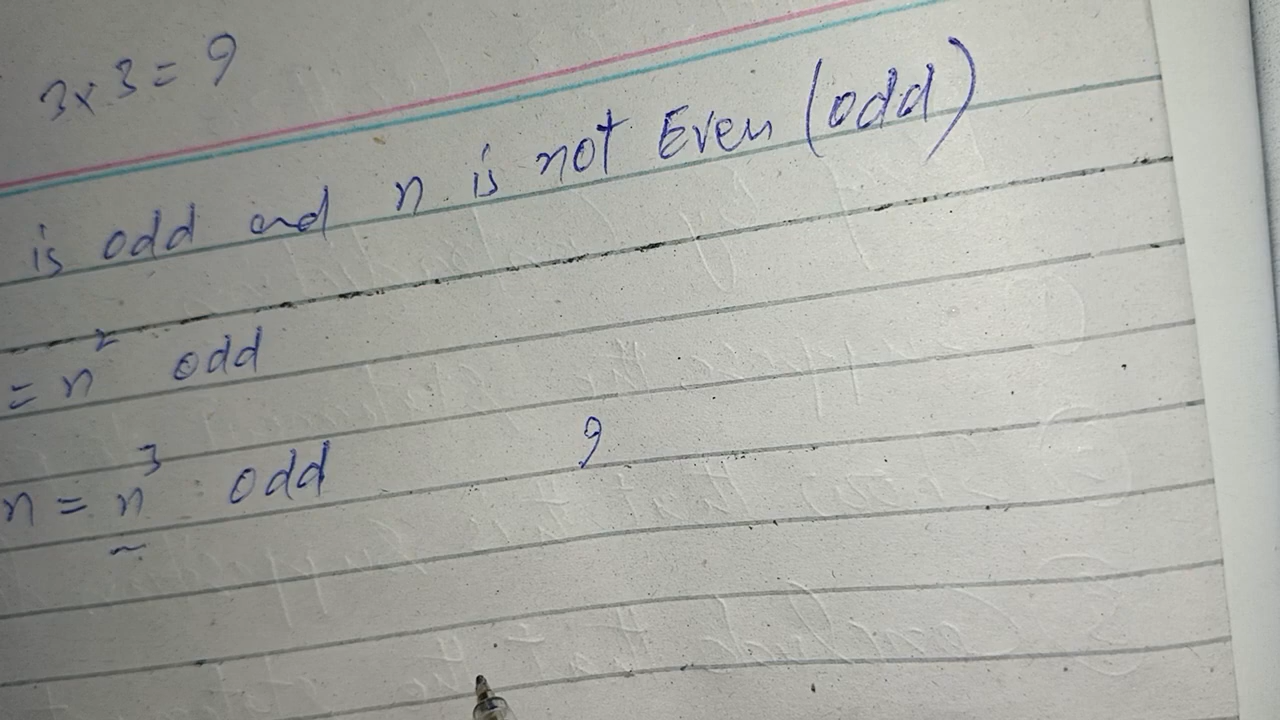 3 x 3 = 9
is odd and n is not Even (odd)
= n² odd
n = n³ odd
9